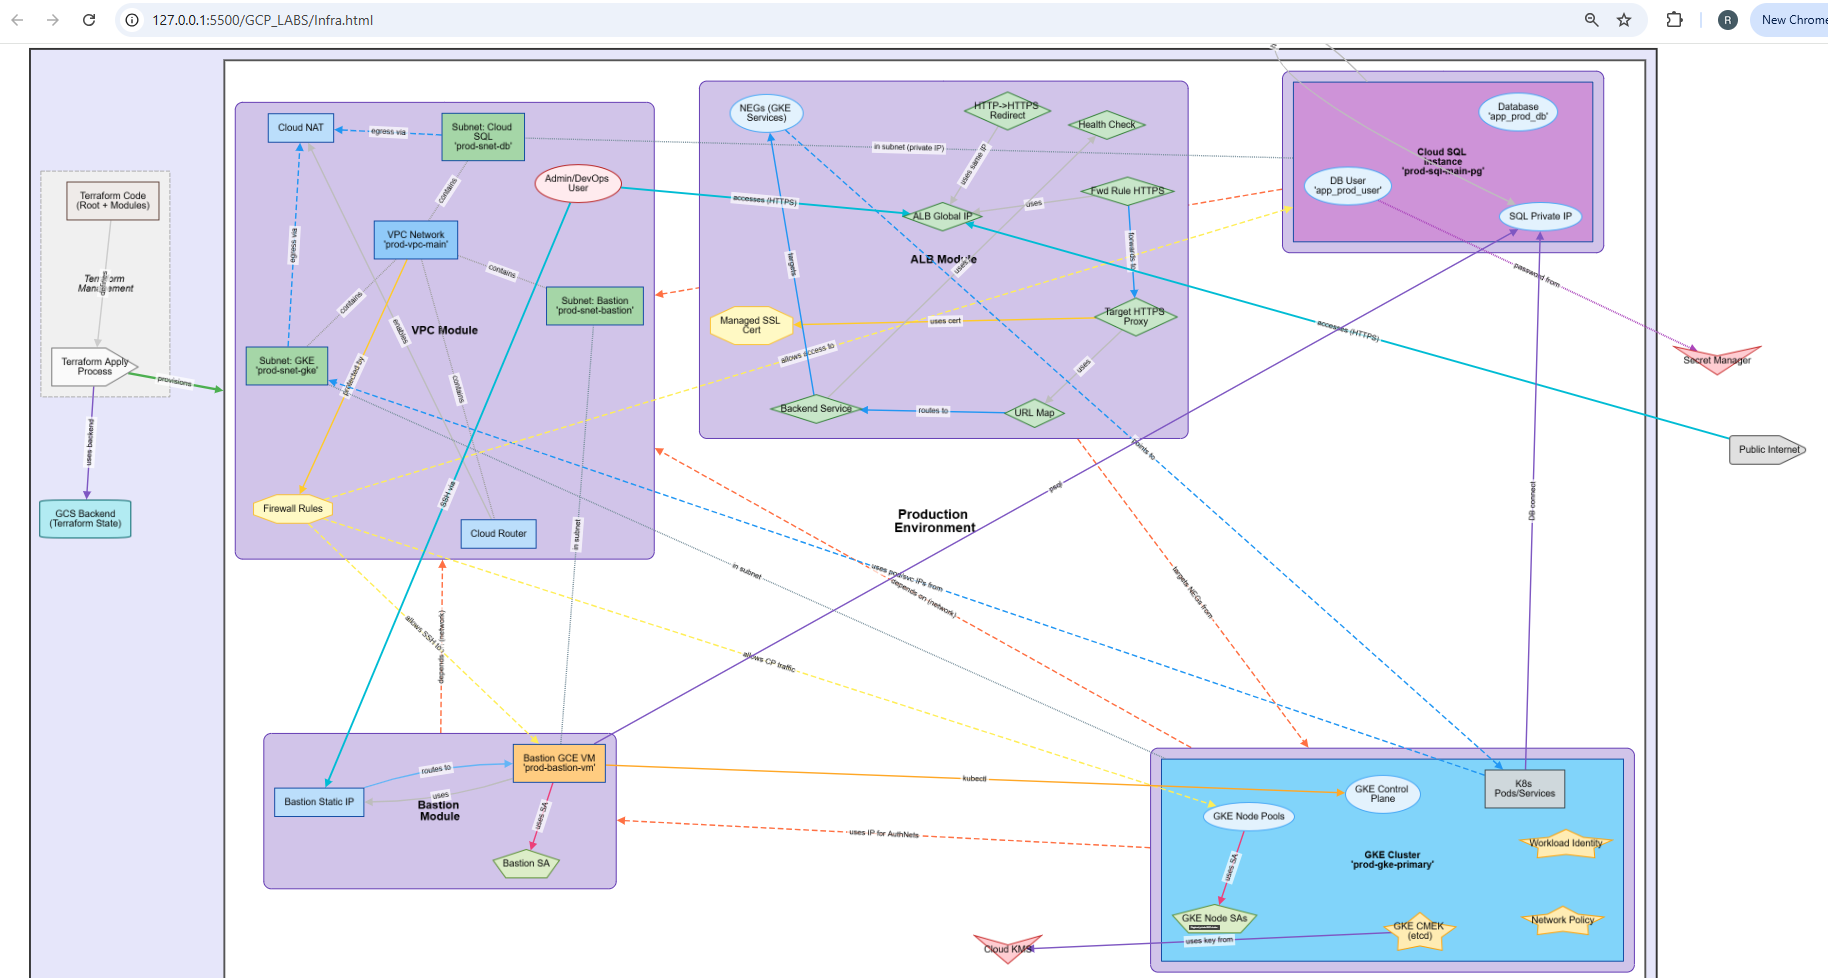 127.0.0.1:5500/GCP_LABS/Infra.html
R
New Chrome
Terraform Code
(Root + Modules)
defines
Terraform
Management
Terraform Apply
Process
provisions
uses backend
GCS Backend
(Terraform State)
Cloud NAT
egress via
Subnet: Cloud
SQL
'prod-snet-db'
Admin/DevOps
User
contains
VPC Network
'prod-vpc-main'
egress via
contains
contains
Subnet: Bastion
'prod-snet-bastion'
enables
VPC Module
Subnet: GKE
'prod-snet-gke'
protected by
contains
Firewall Rules
SSH via
Cloud Router
in subnet
NEGs (GKE
Services)
HTTP->HTTPS
Redirect
Health Check
in subnet (private IP)
uses same IP
accesses (HTTPS)
Fwd Rule HTTPS
uses
ALB Global IP
targets
ALB Module
uses
forwards to
Managed SSL
Cert
uses cert
Target HTTPS
Proxy
allows access to
uses
Backend Service
routes to
URL Map
Database
'app_prod_db'
Cloud SQL
Instance
'prod-sql-main-pg'
DB User
'app_prod_user'
SQL Private IP
password from
accesses (HTTPS)
Secret Manager
Public Internet
points to
psql
DB connect
Production
Environment
in subnet
uses pod/svc IPs from
depends on (network)
targets NEGs from
allows SSH to
depends on (network)
allows CP traffic
Bastion GCE VM
'prod-bastion-vm'
routes to
uses
Bastion Static IP
Bastion
Module
uses SA
Bastion SA
kubectl
uses IP for AuthNets
GKE Control
Plane
K8s
Pods/Services
GKE Node Pools
Workload Identity
GKE Cluster
'prod-gke-primary'
uses SA
GKE Node SAs
GKE CMEK
(etcd)
Network Policy
uses key from
Cloud KMS